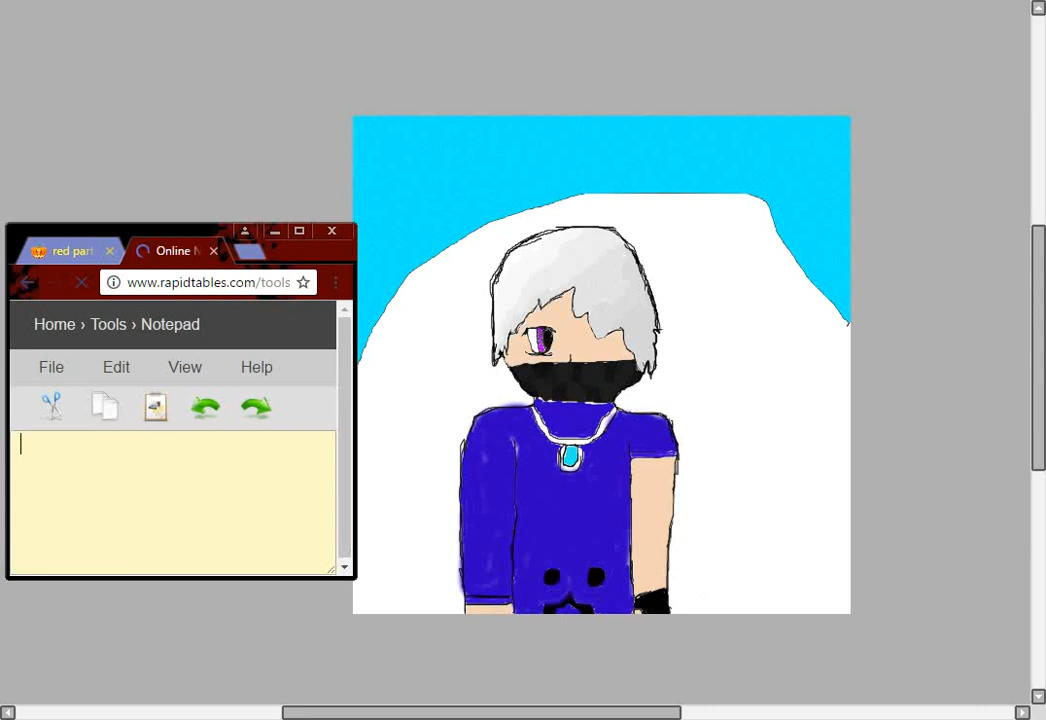 red part
Online N
www.rapidtables.com/tools
Home › Tools › Notepad
File Edit View Help